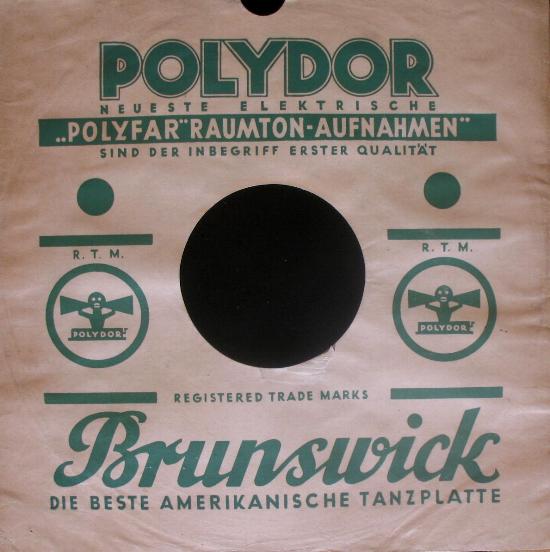 POLYDOR
NEUESTE ELEKTRISCHE
„POLYFAR" RAUMTON-AUFNAHMEN"
SIND DER INBEGRIFF ERSTER QUALITÄT
R. T. M.
R. T. M.
POLYDOR
POLYDOR
REGISTERED TRADE MARKS
Brunswick
DIE BESTE AMERIKANISCHE TANZPLATTE